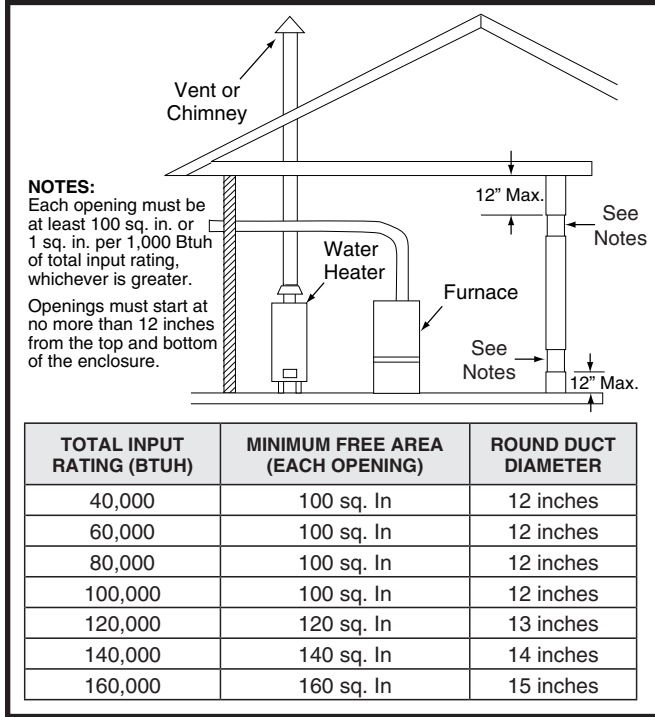 Vent or
Chimney
NOTES:
Each opening must be
at least 100 sq. in. or
1 sq. in. per 1,000 Btuh
of total input rating,
whichever is greater.
Openings must start at
no more than 12 inches
from the top and bottom
of the enclosure.
12” Max.
See
Notes
Water
Heater
Furnace
See
Notes
12” Max.
TOTAL INPUT RATING (BTUH) MINIMUM FREE AREA (EACH OPENING) ROUND DUCT DIAMETER
40,000 100 sq. In 12 inches
60,000 100 sq. In 12 inches
80,000 100 sq. In 12 inches
100,000 100 sq. In 12 inches
120,000 120 sq. In 13 inches
140,000 140 sq. In 14 inches
160,000 160 sq. In 15 inches